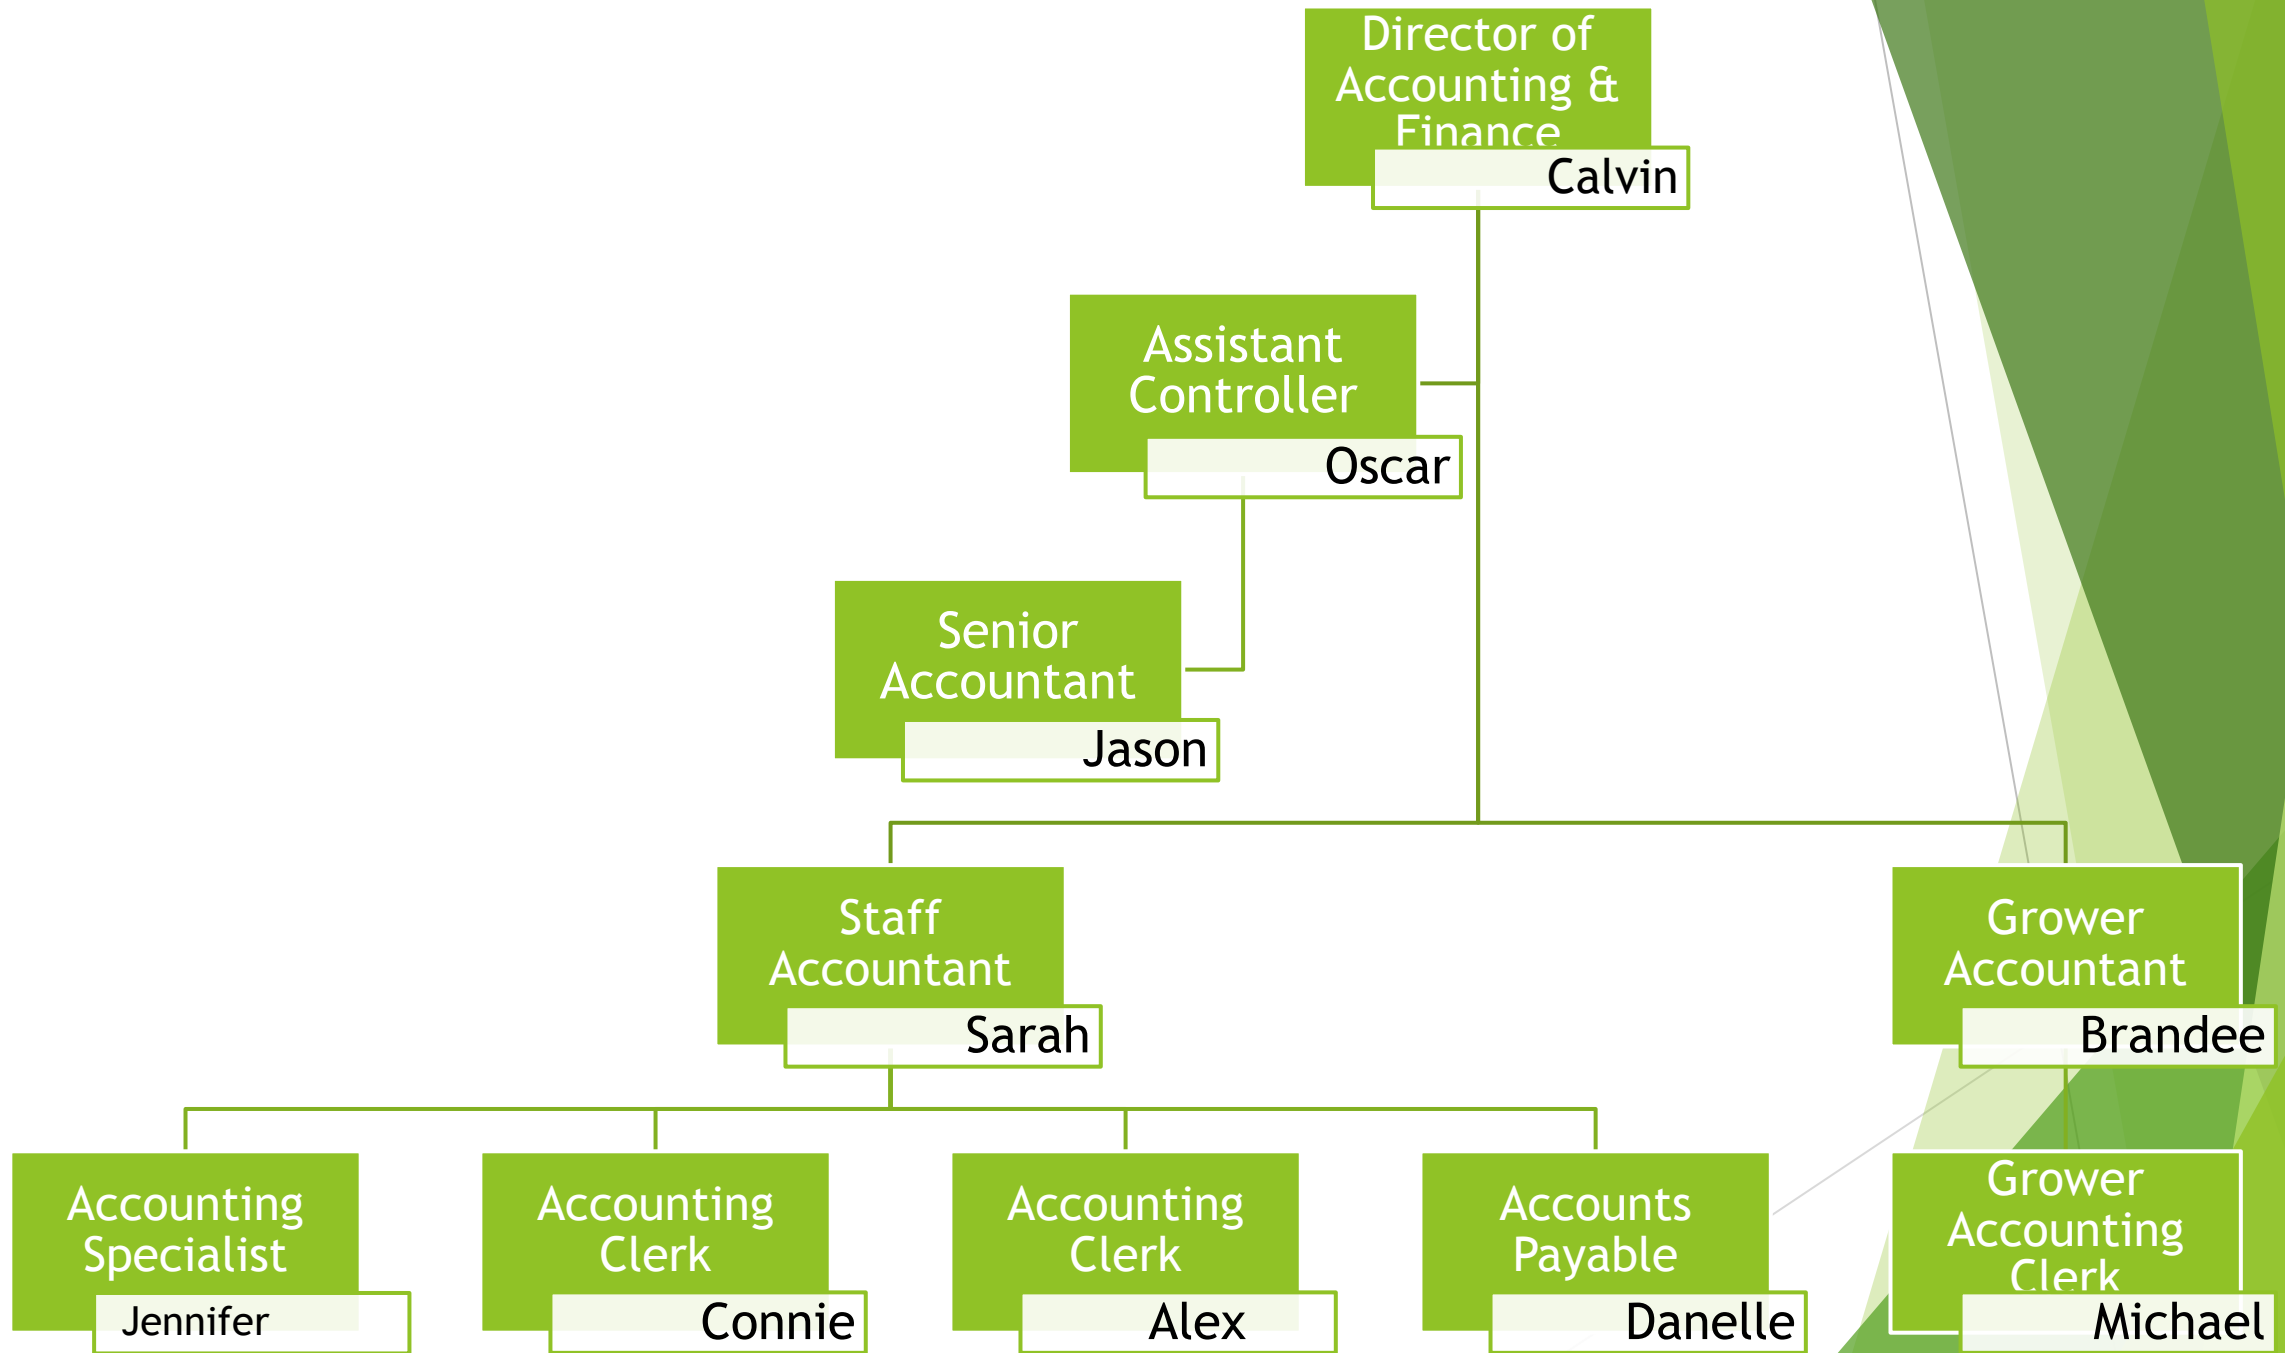 Director of
Accounting &
Finance
Calvin
Assistant
Controller
Oscar
Senior
Accountant
Jason
Staff
Accountant
Sarah
Grower
Accountant
Brandee
Accounting
Specialist
Jennifer
Accounting
Clerk
Connie
Accounting
Clerk
Alex
Accounts
Payable
Danelle
Grower
Accounting
Clerk
Michael